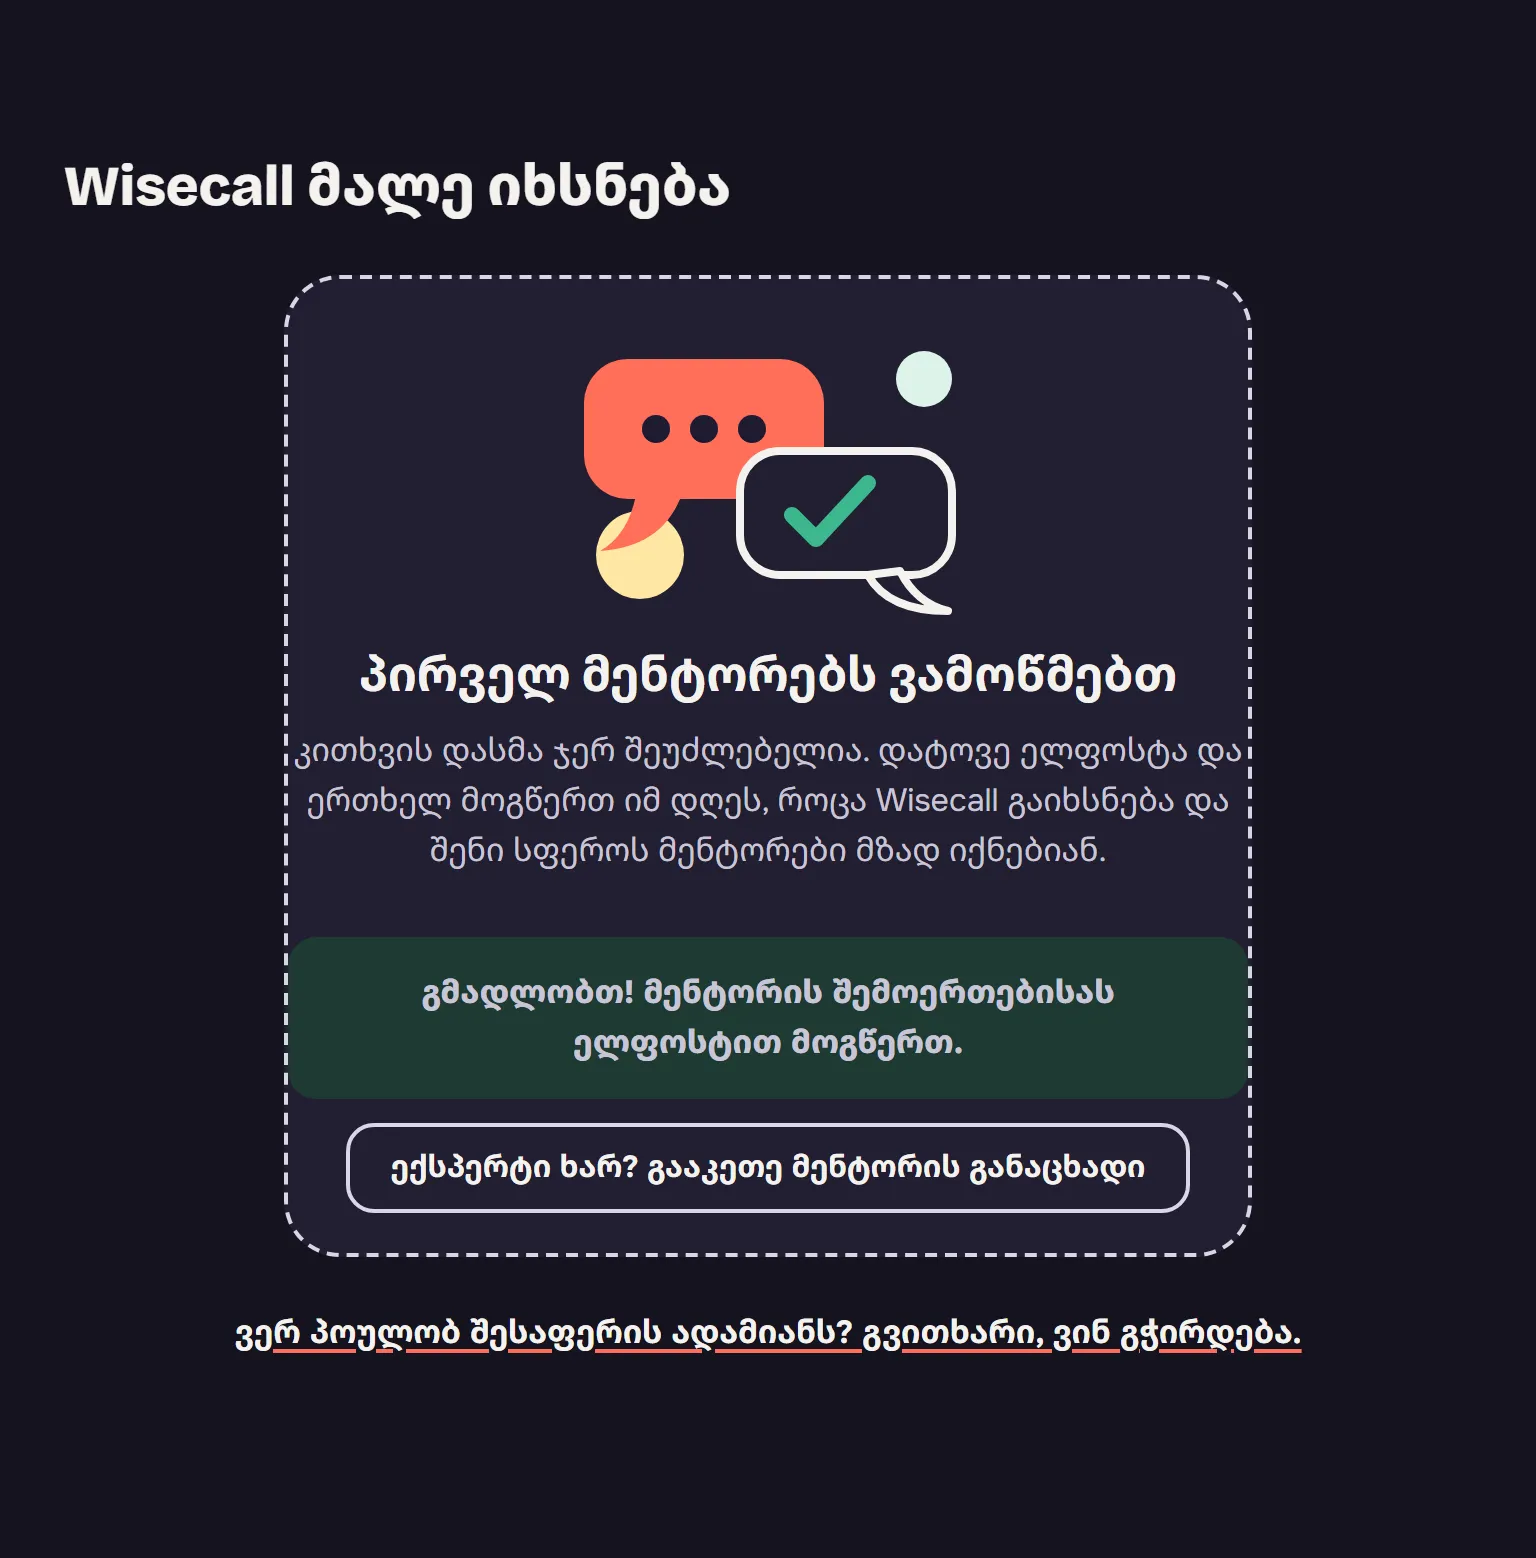 Wisecall მალე იხსნება
პირველ მენტორებს ვამოწმებთ
კითხვის დასმა ჯერ შეუძლებელია. დატოვე ელფოსტა და
ერთხელ მოგწერთ იმ დღეს, როცა Wisecall გაიხსნება და
შენი სფეროს მენტორები მზად იქნებიან.
გმადლობთ! მენტორის შემოერთებისას
ელფოსტით მოგწერთ.
ექსპერტი ხარ? გააკეთე მენტორის განაცხადი
ვერ პოულობ შესაფერის ადამიანს? გვითხარი, ვინ გჭირდება.